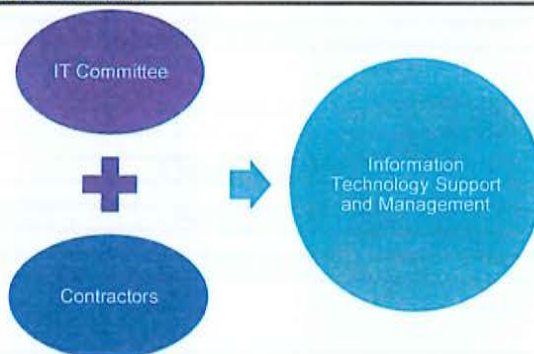 IT Committee
Contractors
Information
Technology Support
and Management